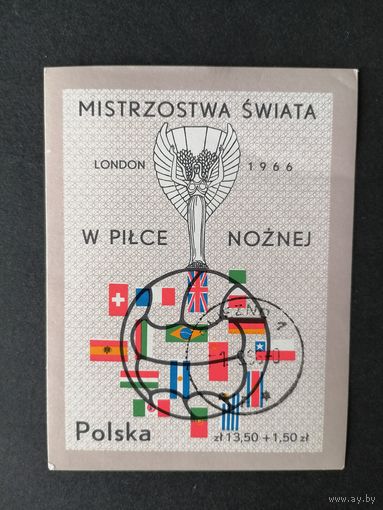 MISTRZOSTWA ŚWIATA
LONDON 1966
W PIŁCE NOŻNEJ
Polska zł 13,50 + 1,50 zł
www.ay.by